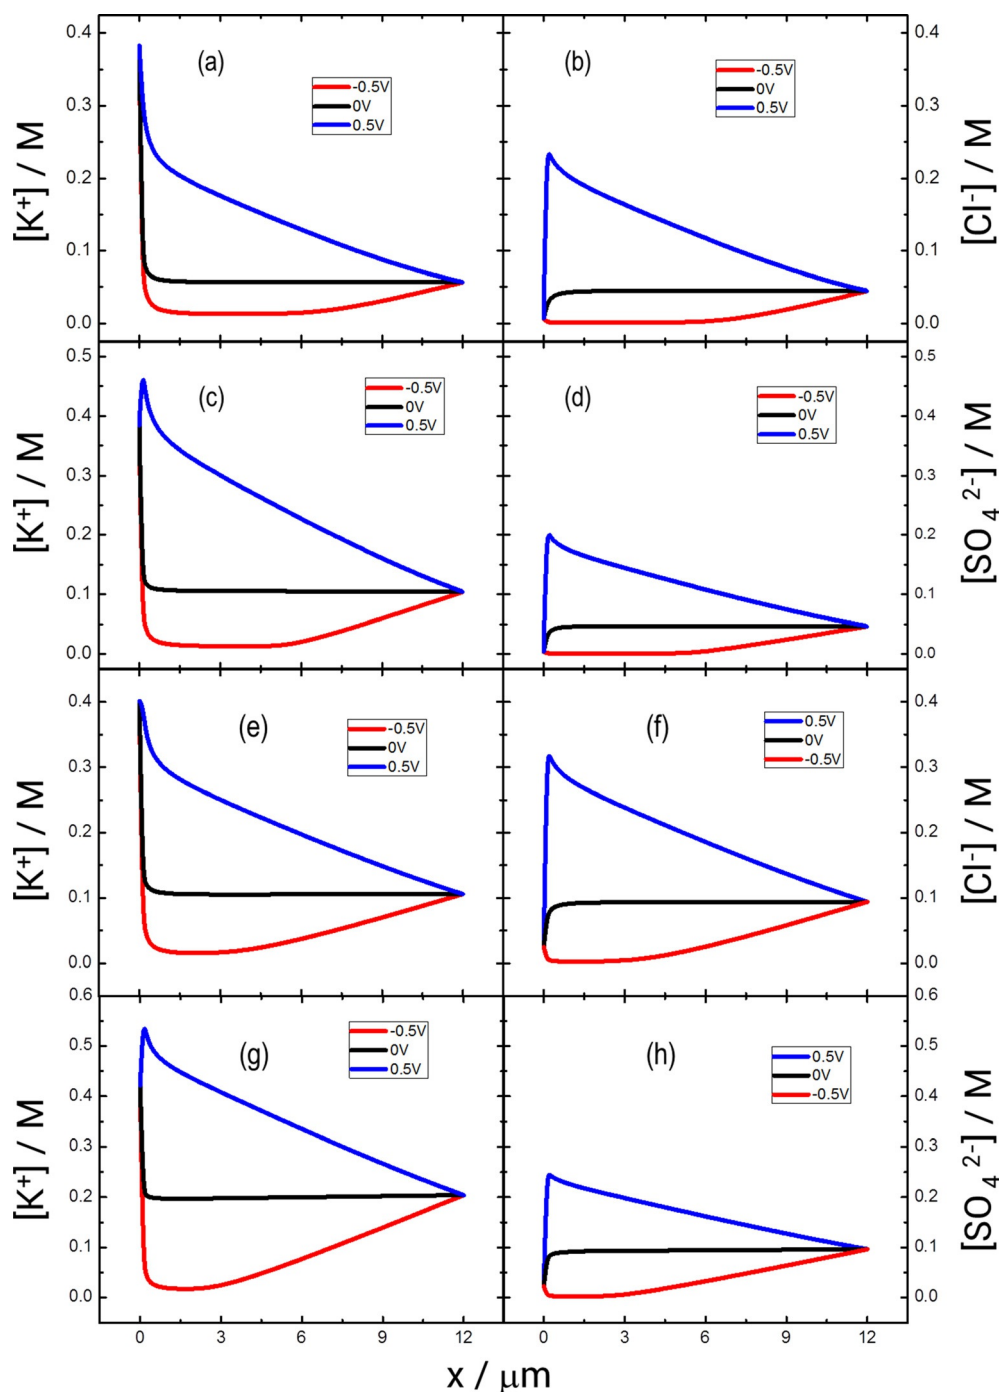 0.4
0.3
0.2
0.1
0.0
[K⁺] / M
(a)
-0.5V
0V
0.5V
(b)
-0.5V
0V
0.5V
0.4
0.3
0.2
0.1
0.0
[Cl⁻] / M
0.5
0.4
0.3
0.2
0.1
0.0
[K⁺] / M
(c)
-0.5V
0V
0.5V
(d)
-0.5V
0V
0.5V
0.5
0.4
0.3
0.2
0.1
0.0
[SO₄²⁻] / M
0.4
0.3
0.2
0.1
0.0
[K⁺] / M
(e)
-0.5V
0V
0.5V
(f)
0.5V
0V
-0.5V
0.4
0.3
0.2
0.1
0.0
[Cl⁻] / M
0.6
0.5
0.4
0.3
0.2
0.1
0.0
[K⁺] / M
(g)
-0.5V
0V
0.5V
(h)
0.5V
0V
-0.5V
0.6
0.5
0.4
0.3
0.2
0.1
0.0
[SO₄²⁻] / M
0 3 6 9 12
0 3 6 9 12
x / μm